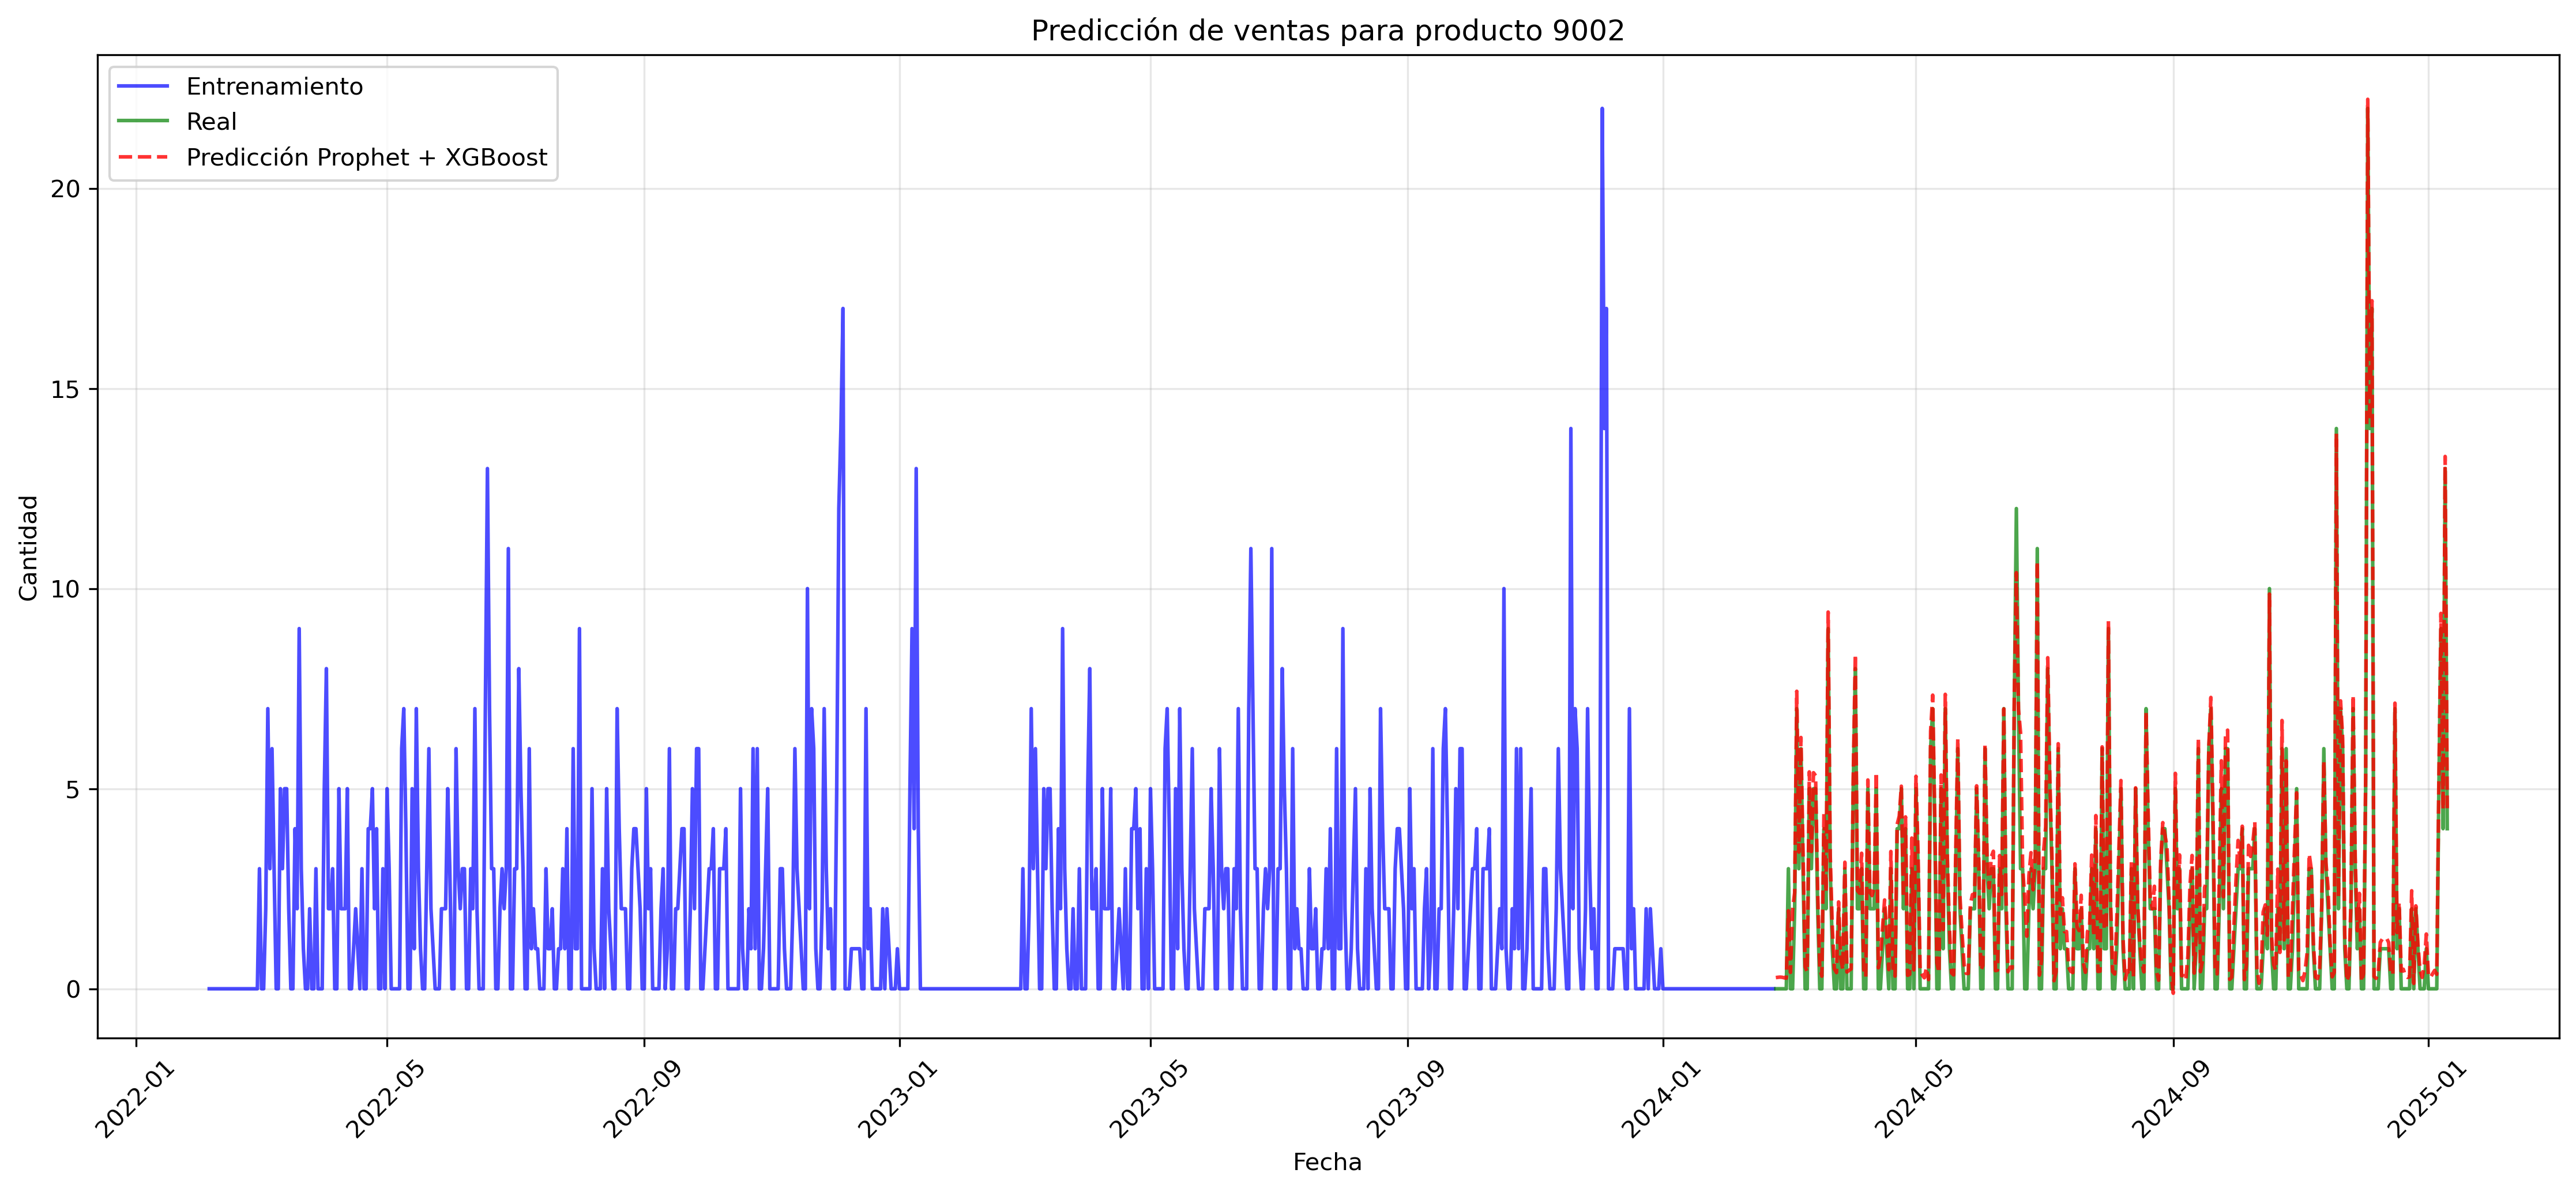 Predicción de ventas para producto 9002
Entrenamiento
Real
Predicción Prophet + XGBoost
Cantidad
20
15
10
5
0
2022-01
2022-05
2022-09
2023-01
2023-05
2023-09
2024-01
2024-05
2024-09
2025-01
Fecha